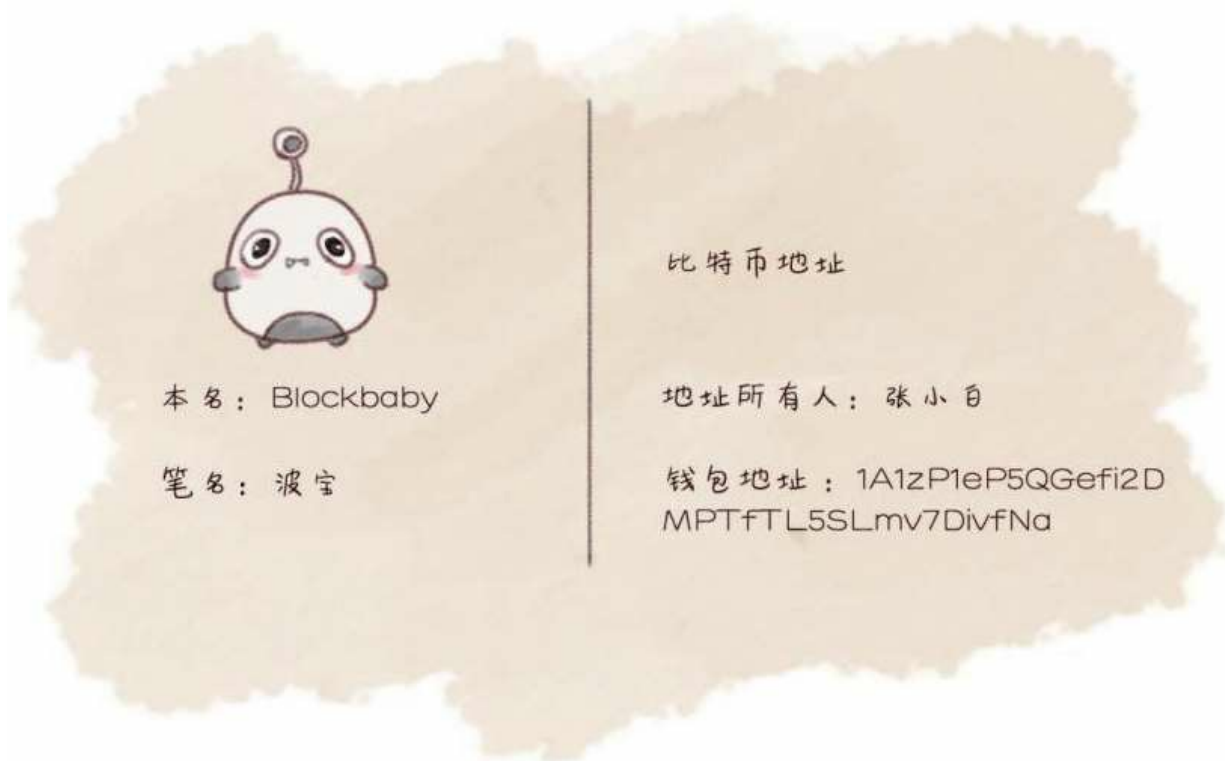 本名：Blockbaby
笔名：波宝
比特币地址
地址所有人：张小白
钱包地址：1A1zP1eP5QGefi2D
MPTfTL5SLmv7DivfNa